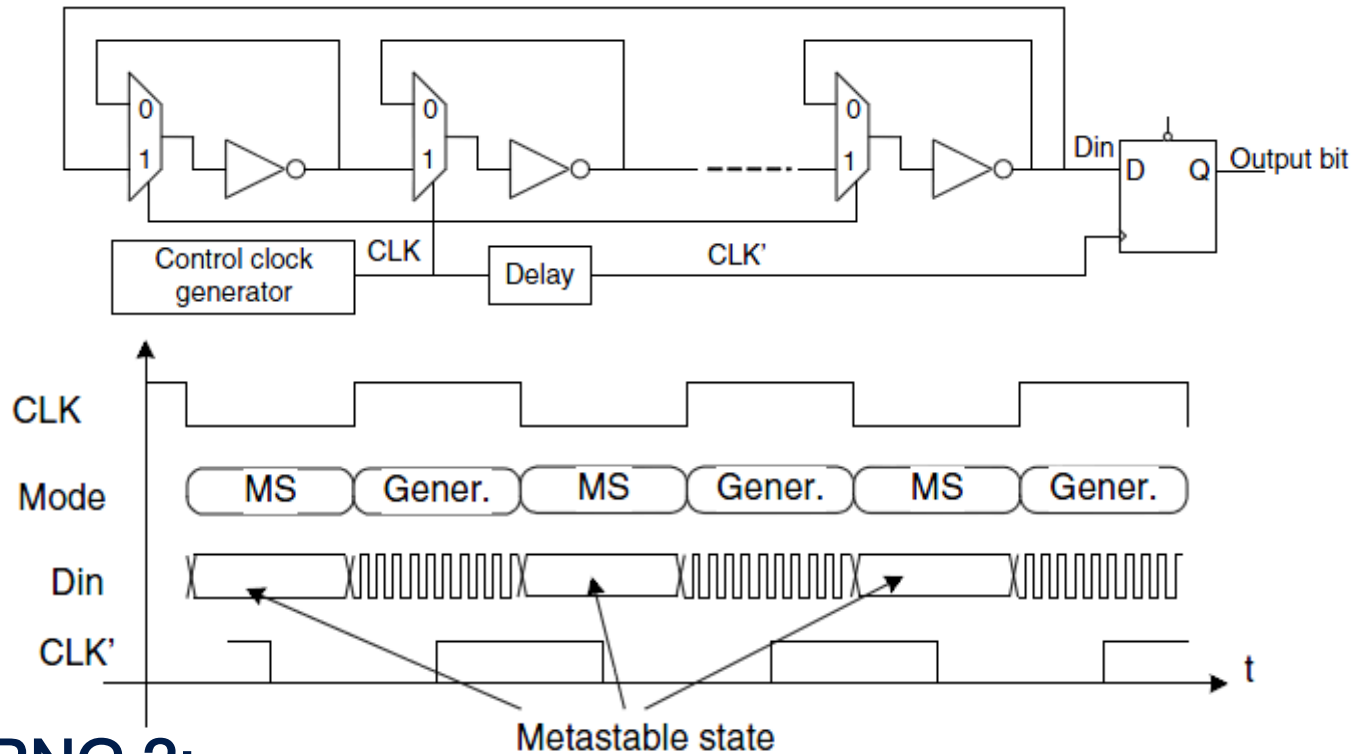 0 0 0
1 1 1
Din
D Q Output bit
Control clock
generator
CLK
Delay
CLK'
CLK
Mode MS Gener. MS Gener. MS Gener.
Din
CLK'
t
Metastable state